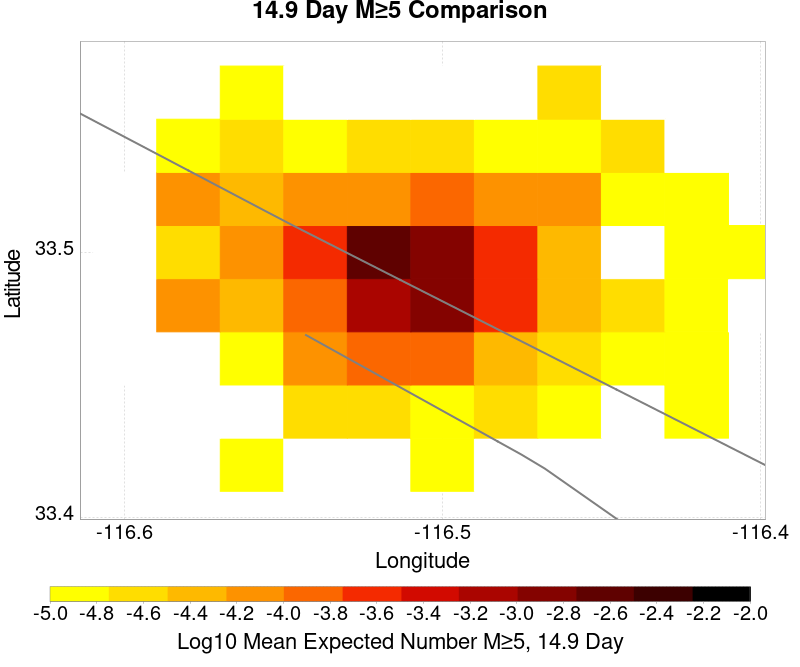 14.9 Day M≥5 Comparison
Latitude
33.5
33.4
-116.6 -116.5 -116.4
Longitude
-5.0 -4.8 -4.6 -4.4 -4.2 -4.0 -3.8 -3.6 -3.4 -3.2 -3.0 -2.8 -2.6 -2.4 -2.2 -2.0
Log10 Mean Expected Number M≥5, 14.9 Day